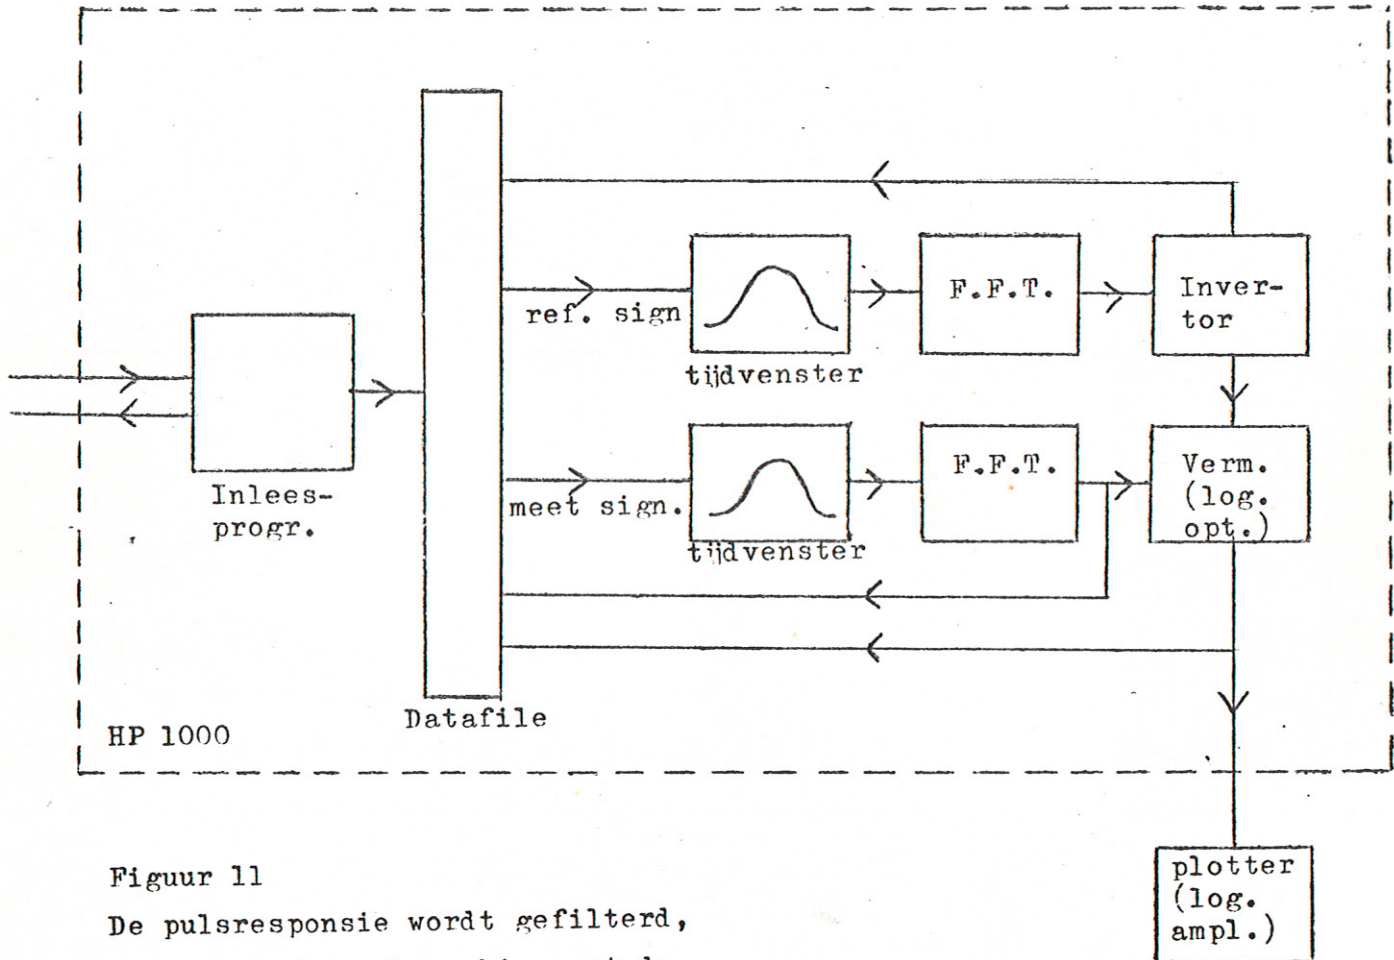 ref. sign
tijdvenster
F.F.T.
Inver-
tor
Inlees-
progr.
meet sign.
tijdvenster
F.F.T.
Verm.
(log.
opt.)
Datafile
HP 1000
Figuur 11
De pulsresponsie wordt gefilterd,
plotter
(log.
ampl.)